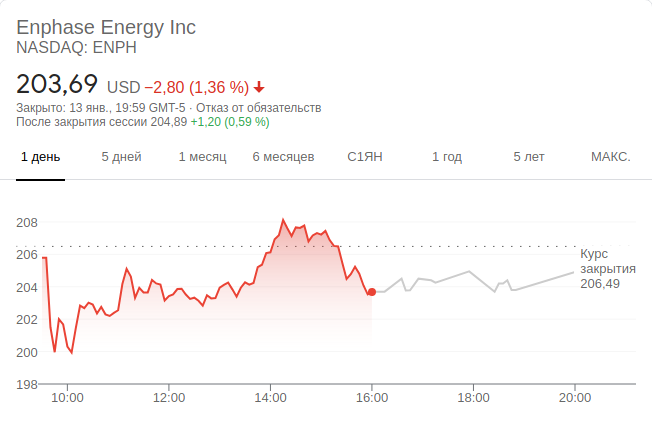 Enphase Energy Inc
NASDAQ: ENPH
203,69 USD −2,80 (1,36 %)
Закрыто: 13 янв., 19:59 GMT-5 · Отказ от обязательств
После закрытия сессии 204,89 +1,20 (0,59 %)
1 день 5 дней 1 месяц 6 месяцев С1ЯН 1 год 5 лет МАКС.
208
206
204
202
200
198
Курс
закрытия
206,49
10:00 12:00 14:00 16:00 18:00 20:00